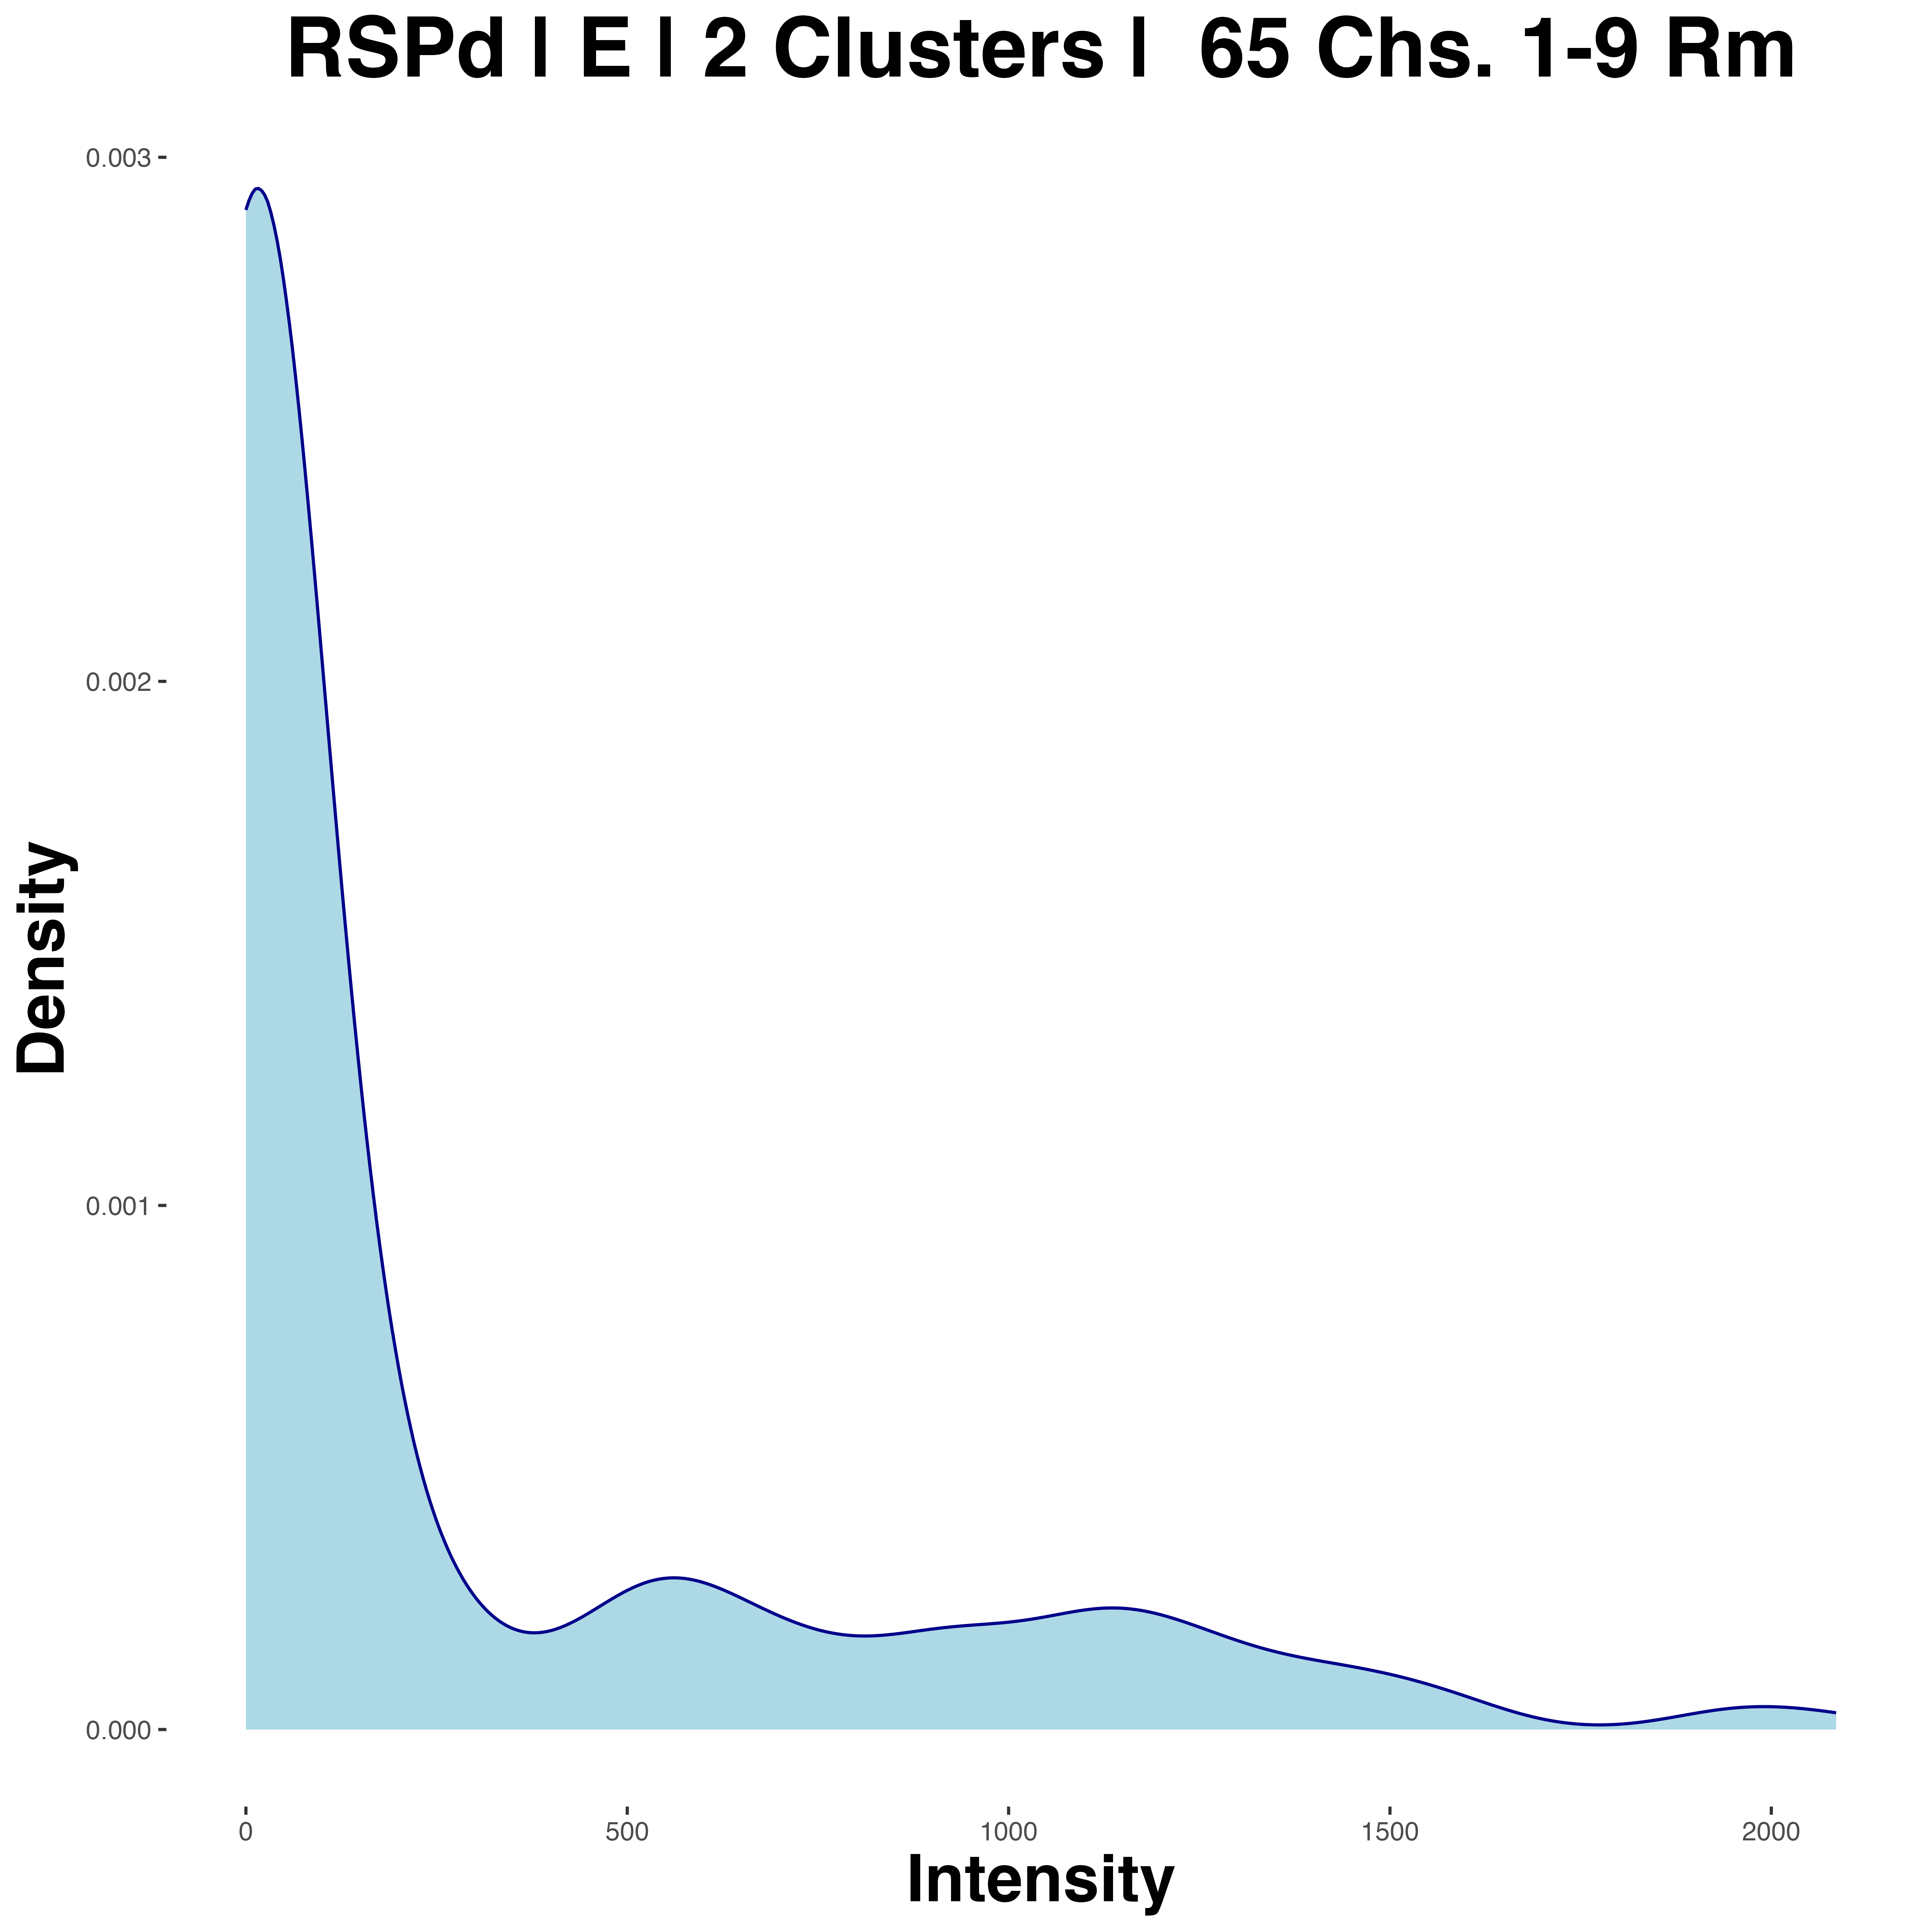 RSPd | E | 2 Clusters |  65 Chs. 1-9 Rm
0.003
0.002
0.001
0.000
Density
0 500 1000 1500 2000
Intensity